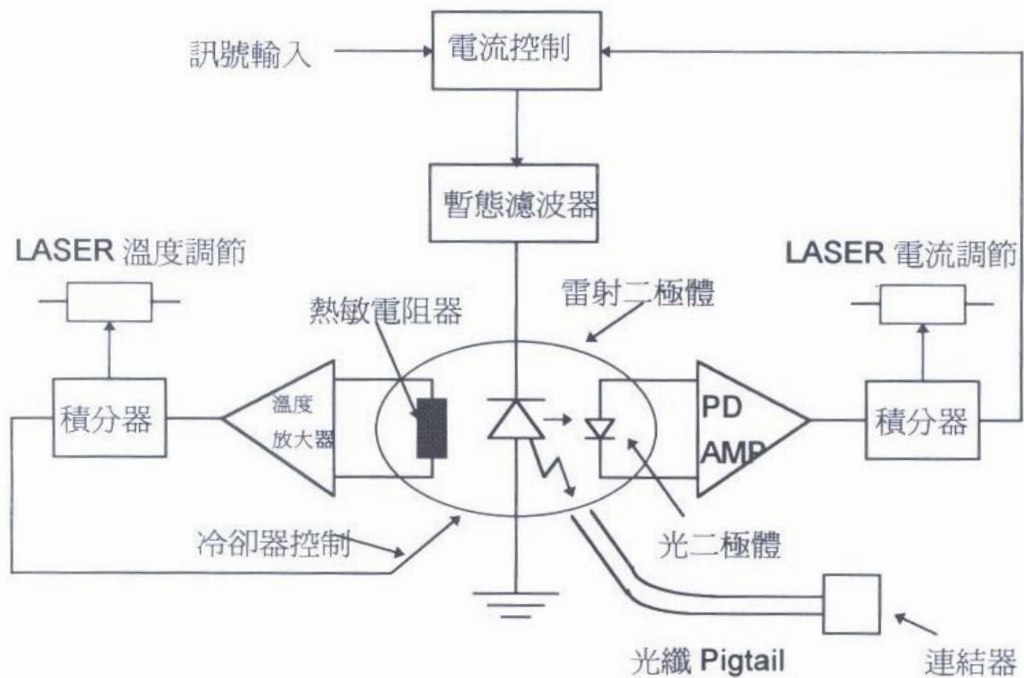 訊號輸入
電流控制
暫態濾波器
LASER 溫度調節
LASER 電流調節
熱敏電阻器
雷射二極體
積分器
溫度
放大器
PD
AMP
積分器
冷卻器控制
光二極體
光纖 Pigtail
連結器